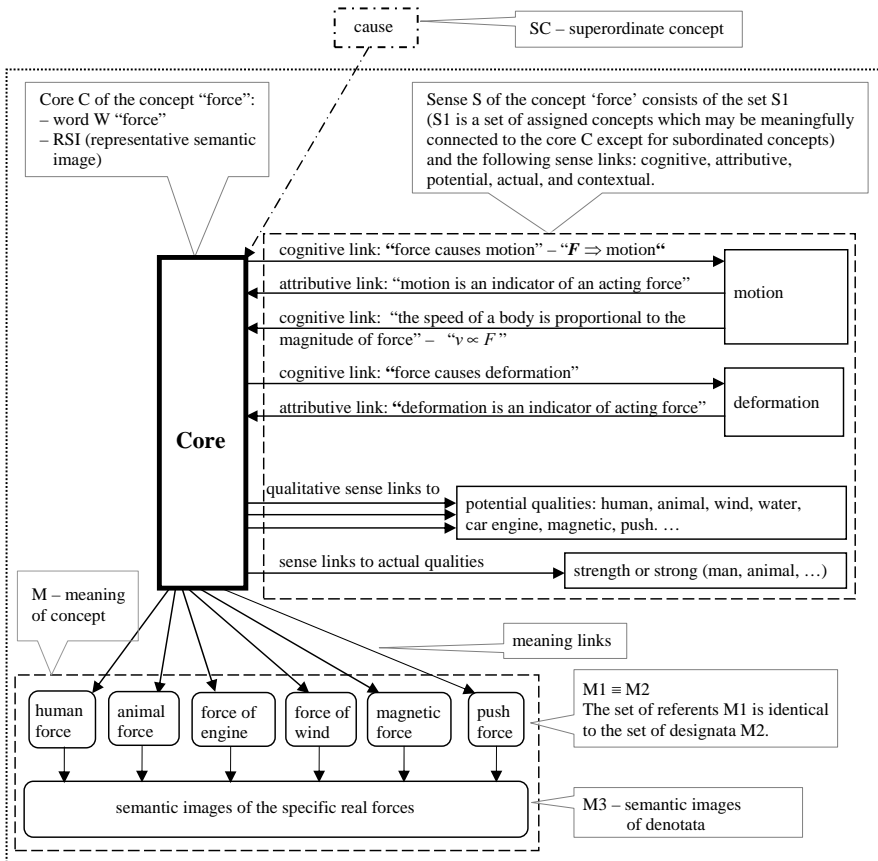 cause
SC – superordinate concept
Core C of the concept “force”:
– word W “force”
– RSI (representative semantic
image)
Sense S of the concept ‘force’ consists of the set S1
(S1 is a set of assigned concepts which may be meaningfully
connected to the core C except for subordinated concepts)
and the following sense links: cognitive, attributive,
potential, actual, and contextual.
cognitive link: “force causes motion” – “F ⇒ motion“
attributive link: “motion is an indicator of an acting force”
cognitive link: “the speed of a body is proportional to the
magnitude of force” – “v ∝ F ”
motion
cognitive link: “force causes deformation”
attributive link: “deformation is an indicator of acting force”
deformation
Core
qualitative sense links to
potential qualities: human, animal, wind, water,
car engine, magnetic, push. …
sense links to actual qualities
strength or strong (man, animal, …)
M – meaning
of concept
meaning links
human
force
animal
force
force of
engine
force of
wind
magnetic
force
push
force
M1 ≡ M2
The set of referents M1 is identical
to the set of designata M2.
semantic images of the specific real forces
M3 – semantic images
of denotata